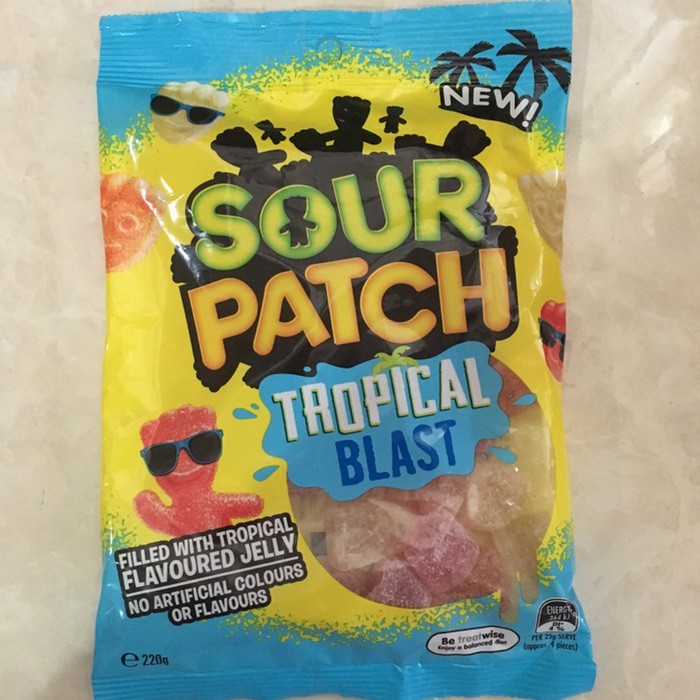 NEW!
SOUR
PATCH
TROPICAL
BLAST
FILLED WITH TROPICAL
FLAVOURED JELLY
NO ARTIFICIAL COLOURS
OR FLAVOURS
℮ 220g
Be treatwise
Enjoy a balanced diet
ENERGY
PER 25g SERVE
(approx. 4 pieces)